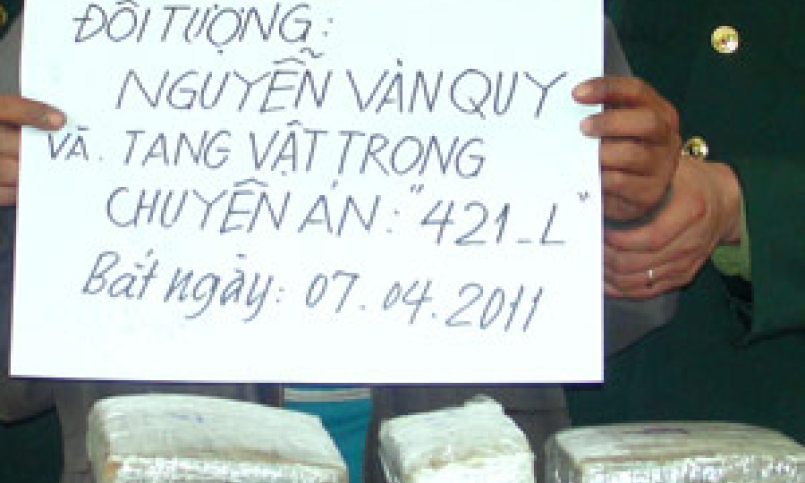 ĐỐI TƯỢNG:
NGUYỄN VĂN QUY
VÀ. TANG VẬT TRONG
CHUYÊN ÁN: "421_L"
Bắt ngày: 07.04.2011